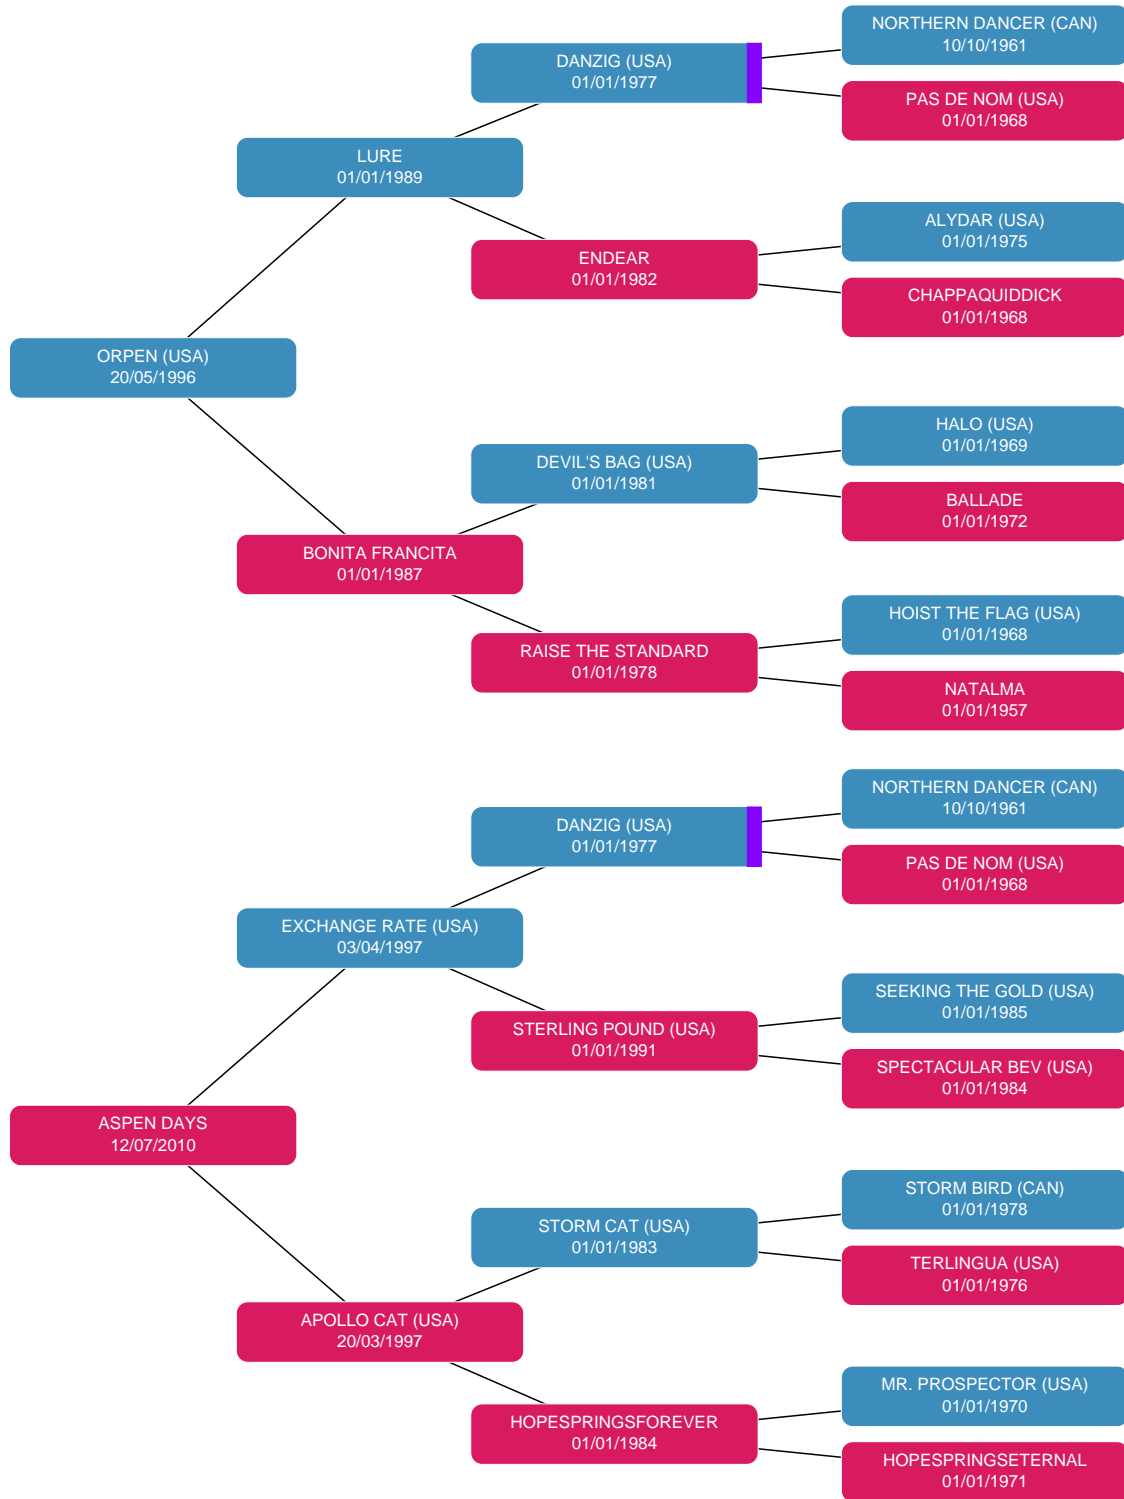 NORTHERN DANCER (CAN)
10/10/1961
DANZIG (USA)
01/01/1977
PAS DE NOM (USA)
01/01/1968
LURE
01/01/1989
ALYDAR (USA)
01/01/1975
ENDEAR
01/01/1982
CHAPPAQUIDDICK
01/01/1968
ORPEN (USA)
20/05/1996
HALO (USA)
01/01/1969
DEVIL'S BAG (USA)
01/01/1981
BALLADE
01/01/1972
BONITA FRANCITA
01/01/1987
HOIST THE FLAG (USA)
01/01/1968
RAISE THE STANDARD
01/01/1978
NATALMA
01/01/1957
NORTHERN DANCER (CAN)
10/10/1961
DANZIG (USA)
01/01/1977
PAS DE NOM (USA)
01/01/1968
EXCHANGE RATE (USA)
03/04/1997
SEEKING THE GOLD (USA)
01/01/1985
STERLING POUND (USA)
01/01/1991
SPECTACULAR BEV (USA)
01/01/1984
ASPEN DAYS
12/07/2010
STORM BIRD (CAN)
01/01/1978
STORM CAT (USA)
01/01/1983
TERLINGUA (USA)
01/01/1976
APOLLO CAT (USA)
20/03/1997
MR. PROSPECTOR (USA)
01/01/1970
HOPESPRINGSFOREVER
01/01/1984
HOPESPRINGSETERNAL
01/01/1971